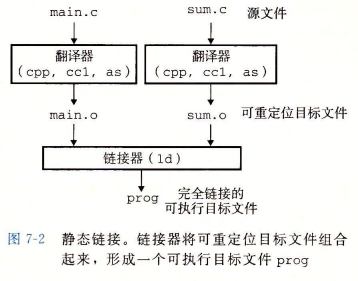 main.c sum.c 源文件
翻译器 翻译器
(cpp, cc1, as) (cpp, cc1, as)
main.o sum.o 可重定位目标文件
链接器(ld)
prog 完全链接的
可执行目标文件
图 7-2 静态链接。链接器将可重定位目标文件组合
起来,形成一个可执行目标文件 prog